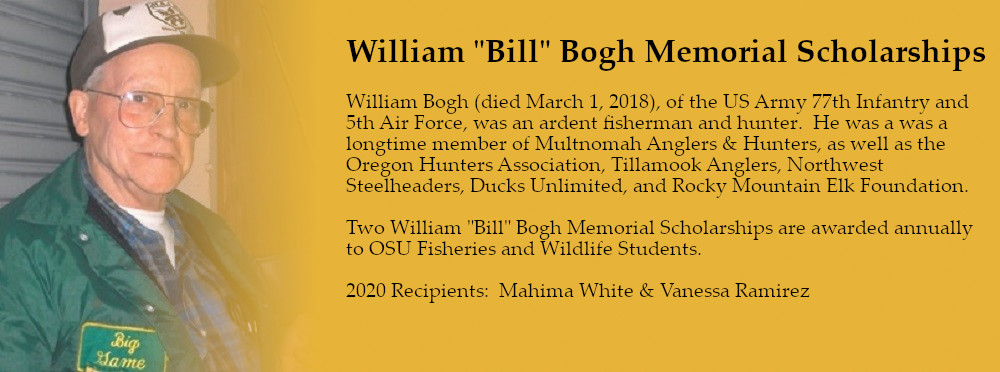 William "Bill" Bogh Memorial Scholarships
William Bogh (died March 1, 2018), of the US Army 77th Infantry and
5th Air Force, was an ardent fisherman and hunter.  He was a was a
longtime member of Multnomah Anglers & Hunters, as well as the
Oregon Hunters Association, Tillamook Anglers, Northwest
Steelheaders, Ducks Unlimited, and Rocky Mountain Elk Foundation.
Two William "Bill" Bogh Memorial Scholarships are awarded annually
to OSU Fisheries and Wildlife Students.
2020 Recipients:  Mahima White & Vanessa Ramirez
Big
Game